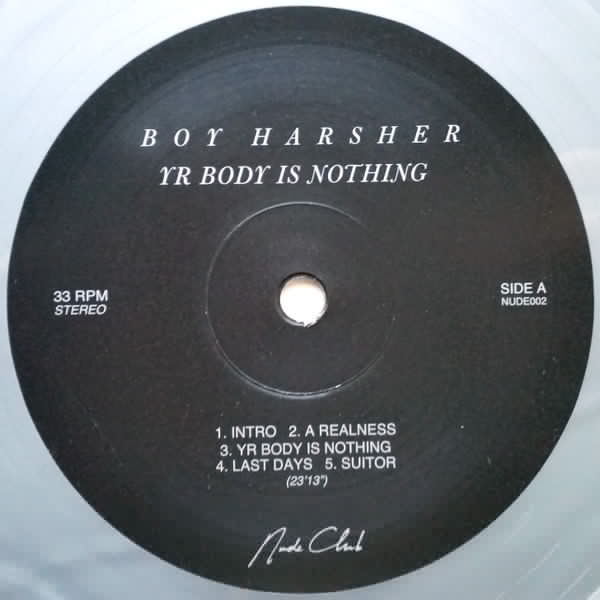 BOY HARSHER
YR BODY IS NOTHING
33 RPM
STEREO
SIDE A
NUDE002
1. INTRO 2. A REALNESS
3. YR BODY IS NOTHING
4. LAST DAYS 5. SUITOR
(23'13")
Nude Club